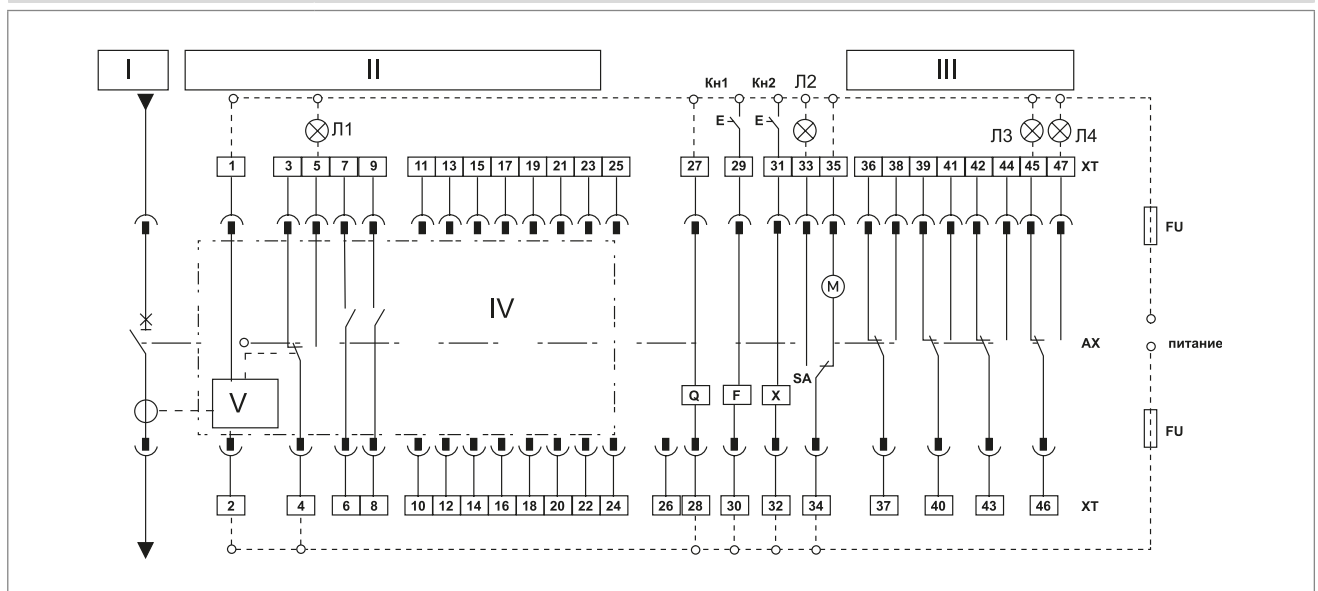 I II III
Кн1 Кн2 Л2
Л1 E E Л3 Л4
1 3 5 7 9 11 13 15 17 19 21 23 25 27 29 31 33 35 36 38 39 41 42 44 45 47 XT
FU
M
IV
AX питание
V Q F X SA
FU
2 4 6 8 10 12 14 16 18 20 22 24 26 28 30 32 34 37 40 43 46 XT